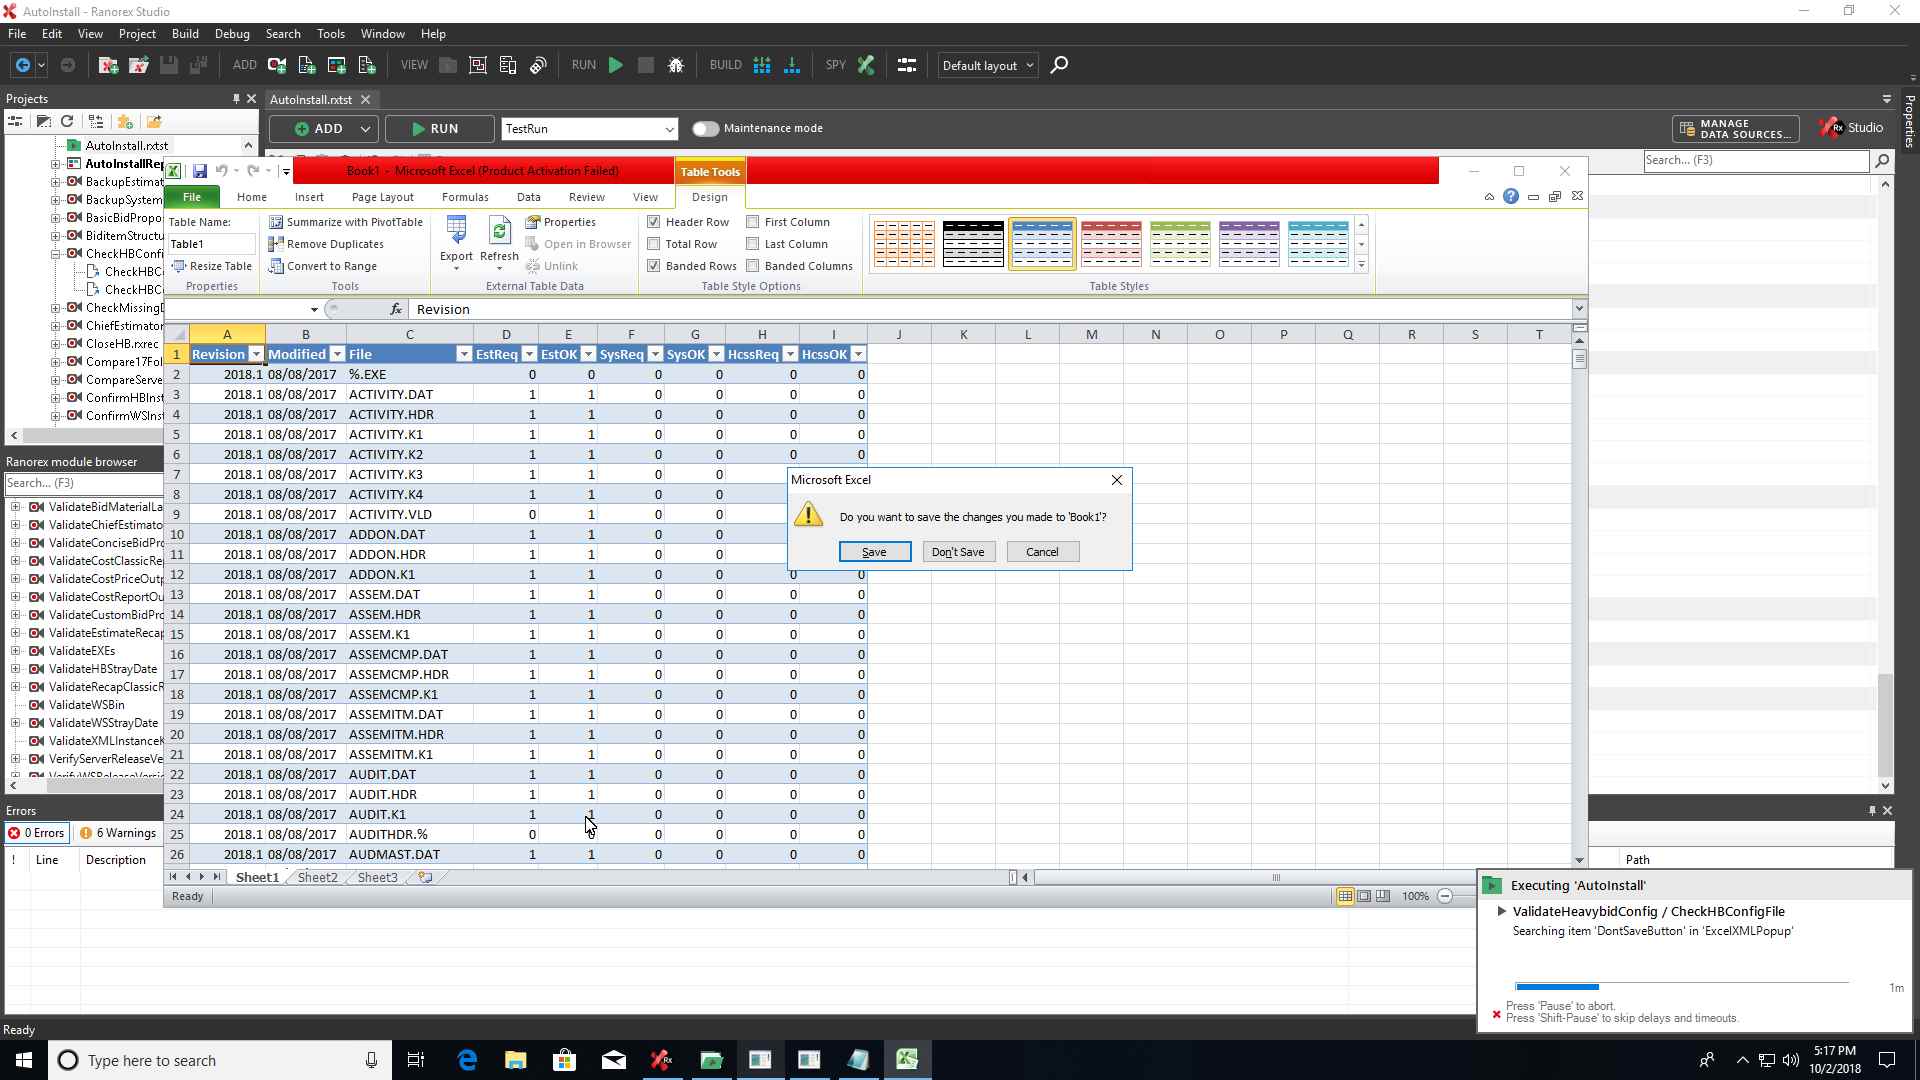 AutoInstall - Ranorex Studio
File Edit View Project Build Debug Search Tools Window Help
ADD VIEW RUN BUILD SPY Default layout
Projects
AutoInstall.rxtst
Properties
ADD RUN TestRun Maintenance mode MANAGE DATA SOURCES... Rx Studio
Search... (F3)
AutoInstall.rxtst
AutoInstallRep
BackupEstimat
BackupSystem
BasicBidPropo
BiditemStructu
CheckHBConfi
CheckHBC
CheckHBC
CheckMissingD
ChiefEstimator
CloseHB.rxrec
Compare17Fol
CompareServe
ConfirmHBInst
ConfirmWSInst
Ranorex module browser
Search... (F3)
ValidateBidMaterialLa
ValidateChiefEstimato
ValidateConciseBidPro
ValidateCostClassicRe
ValidateCostPriceOutp
ValidateCostReportOu
ValidateCustomBidPro
ValidateEstimateRecap
ValidateEXEs
ValidateHBStrayDate
ValidateRecapClassicR
ValidateWSBin
ValidateWSStrayDate
ValidateXMLInstanceK
VerifyServerReleaseVe
VerifyWSReleaseVersi
Errors
0 Errors 6 Warnings
! Line Description Path
Ready
Book1 - Microsoft Excel (Product Activation Failed) Table Tools
File Home Insert Page Layout Formulas Data Review View Design
Table Name: Summarize with PivotTable Properties Header Row First Column
Table1 Remove Duplicates Export Refresh Open in Browser Total Row Last Column
Resize Table Convert to Range Unlink Banded Rows Banded Columns
Properties Tools External Table Data Table Style Options Table Styles
fx Revision
A B C D E F G H I J K L M N O P Q R S T
1 Revision Modified File EstReq EstOK SysReq SysOK HcssReq HcssOK
2 2018.1 08/08/2017 %.EXE 0 0 0 0 0 0
3 2018.1 08/08/2017 ACTIVITY.DAT 1 1 0 0 0 0
4 2018.1 08/08/2017 ACTIVITY.HDR 1 1 0 0 0 0
5 2018.1 08/08/2017 ACTIVITY.K1 1 1 0 0 0 0
6 2018.1 08/08/2017 ACTIVITY.K2 1 1 0 0 0 0
7 2018.1 08/08/2017 ACTIVITY.K3 1 1 0 0
8 2018.1 08/08/2017 ACTIVITY.K4 1 1 0 0
9 2018.1 08/08/2017 ACTIVITY.VLD 0 1 0 0
10 2018.1 08/08/2017 ADDON.DAT 1 1 0 0
11 2018.1 08/08/2017 ADDON.HDR 1 1 0 0
12 2018.1 08/08/2017 ADDON.K1 1 1 0 0 0 0
13 2018.1 08/08/2017 ASSEM.DAT 1 1 0 0 0 0
14 2018.1 08/08/2017 ASSEM.HDR 1 1 0 0 0 0
15 2018.1 08/08/2017 ASSEM.K1 1 1 0 0 0 0
16 2018.1 08/08/2017 ASSEMCMP.DAT 1 1 0 0 0 0
17 2018.1 08/08/2017 ASSEMCMP.HDR 1 1 0 0 0 0
18 2018.1 08/08/2017 ASSEMCMP.K1 1 1 0 0 0 0
19 2018.1 08/08/2017 ASSEMITM.DAT 1 1 0 0 0 0
20 2018.1 08/08/2017 ASSEMITM.HDR 1 1 0 0 0 0
21 2018.1 08/08/2017 ASSEMITM.K1 1 1 0 0 0 0
22 2018.1 08/08/2017 AUDIT.DAT 1 1 0 0 0 0
23 2018.1 08/08/2017 AUDIT.HDR 1 1 0 0 0 0
24 2018.1 08/08/2017 AUDIT.K1 1 1 0 0 0 0
25 2018.1 08/08/2017 AUDITHDR.% 0 0 0 0 0
26 2018.1 08/08/2017 AUDMAST.DAT 1 1 0 0 0 0
Sheet1 Sheet2 Sheet3
Ready 100%
Microsoft Excel
Do you want to save the changes you made to 'Book1'?
Save Don't Save Cancel
Executing 'AutoInstall'
ValidateHeavybidConfig / CheckHBConfigFile
Searching item 'DontSaveButton' in 'ExcelXMLPopup'
1m
Press 'Pause' to abort.
Press 'Shift-Pause' to skip delays and timeouts.
Type here to search
5:17 PM
10/2/2018